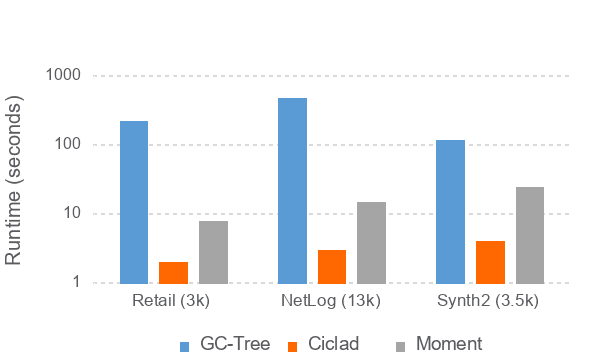 1000
100
10
1
Runtime (seconds)
Retail (3k) NetLog (13k) Synth2 (3.5k)
GC-Tree Ciclad Moment